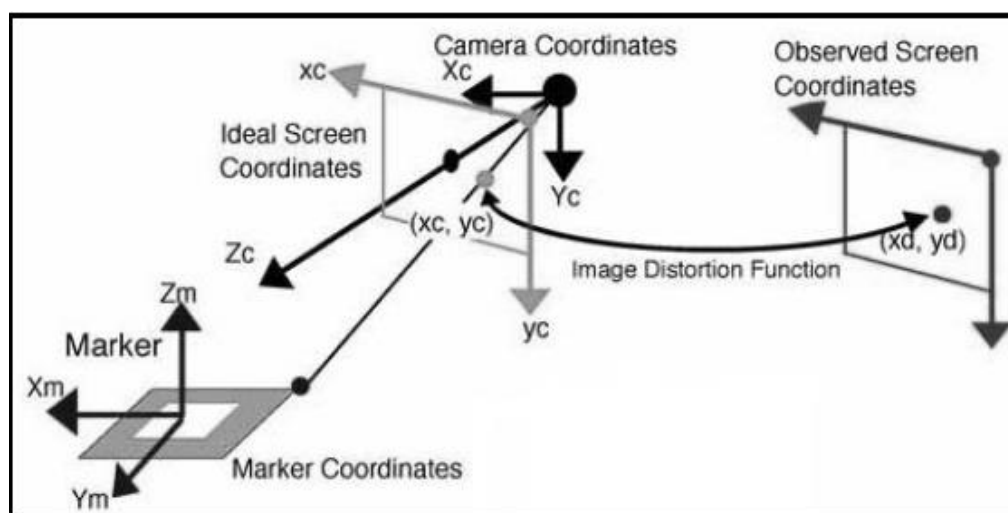 Camera Coordinates
Observed Screen
Coordinates
xc
Xc
Ideal Screen
Coordinates
Yc
(xc, yc)
(xd, yd)
Zc
Image Distortion Function
Zm
yc
Marker
Xm
Marker Coordinates
Ym